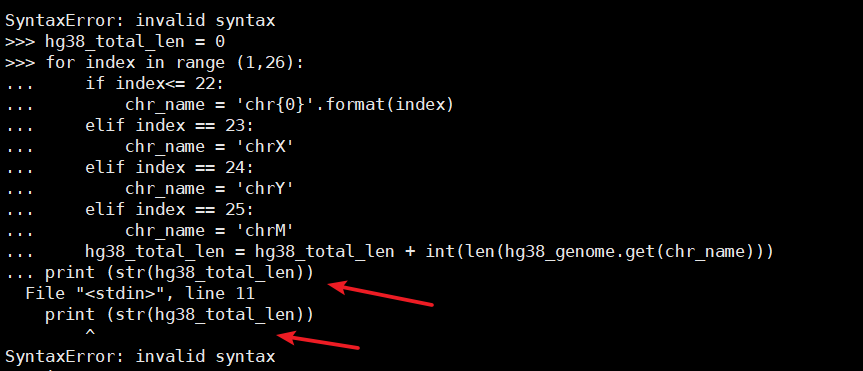 SyntaxError: invalid syntax
>>> hg38_total_len = 0
>>> for index in range (1,26):
...     if index<= 22:
...         chr_name = 'chr{0}'.format(index)
...     elif index == 23:
...         chr_name = 'chrX'
...     elif index == 24:
...         chr_name = 'chrY'
...     elif index == 25:
...         chr_name = 'chrM'
...     hg38_total_len = hg38_total_len + int(len(hg38_genome.get(chr_name)))
... print (str(hg38_total_len))
  File "<stdin>", line 11
    print (str(hg38_total_len))
        ^
SyntaxError: invalid syntax